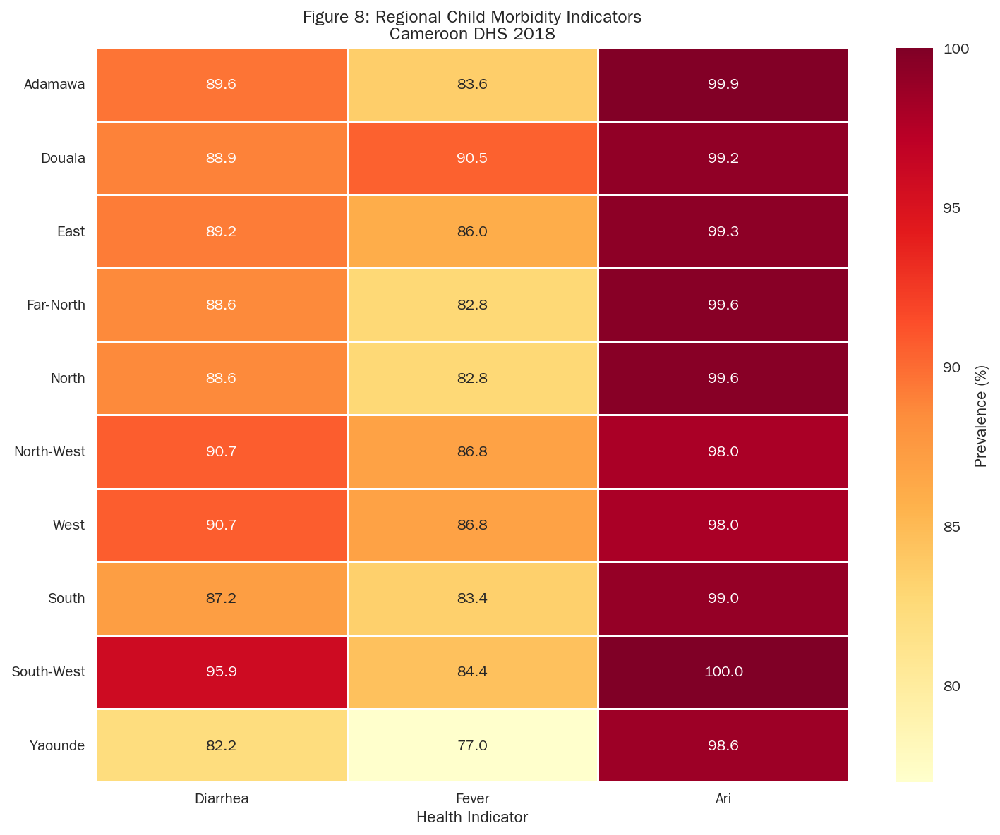 Figure 8: Regional Child Morbidity Indicators
Cameroon DHS 2018
Adamawa 89.6 83.6 99.9
Douala 88.9 90.5 99.2
East 89.2 86.0 99.3
Far-North 88.6 82.8 99.6
North 88.6 82.8 99.6
North-West 90.7 86.8 98.0
West 90.7 86.8 98.0
South 87.2 83.4 99.0
South-West 95.9 84.4 100.0
Yaounde 82.2 77.0 98.6
Diarrhea Fever Ari
Health Indicator
100
95
90
85
80
Prevalence (%)